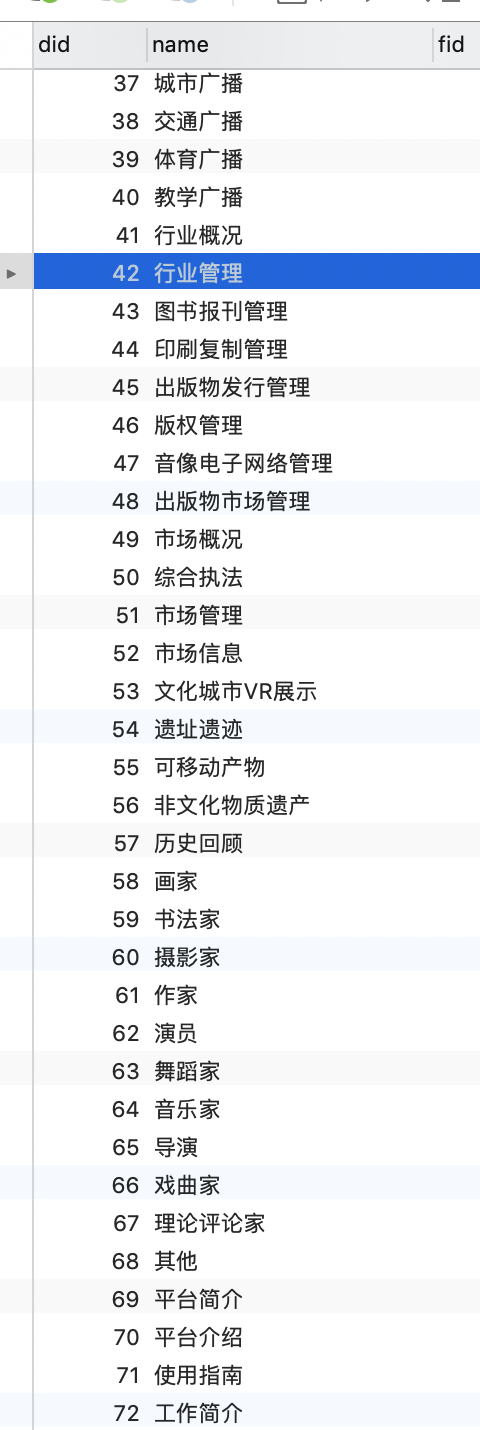 did name fid
37 城市广播
38 交通广播
39 体育广播
40 教学广播
41 行业概况
42 行业管理
43 图书报刊管理
44 印刷复制管理
45 出版物发行管理
46 版权管理
47 音像电子网络管理
48 出版物市场管理
49 市场概况
50 综合执法
51 市场管理
52 市场信息
53 文化城市VR展示
54 遗址遗迹
55 可移动产物
56 非文化物质遗产
57 历史回顾
58 画家
59 书法家
60 摄影家
61 作家
62 演员
63 舞蹈家
64 音乐家
65 导演
66 戏曲家
67 理论评论家
68 其他
69 平台简介
70 平台介绍
71 使用指南
72 工作简介